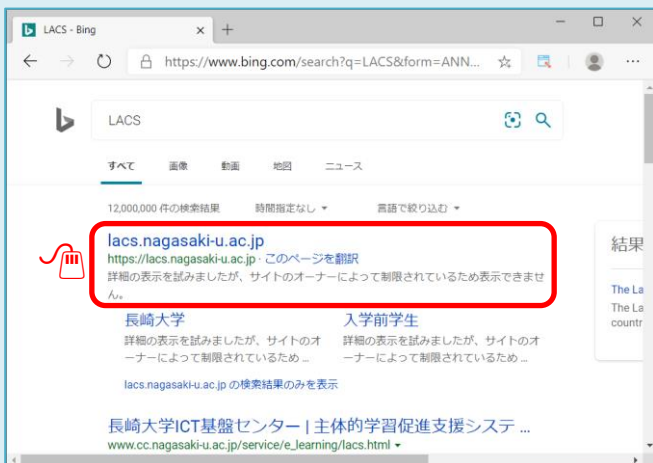 LACS - Bing
https://www.bing.com/search?q=LACS&form=ANN...
LACS
すべて 画像 動画 地図 ニュース
12,000,000 件の検索結果 時間指定なし 言語で絞り込む
lacs.nagasaki-u.ac.jp
https://lacs.nagasaki-u.ac.jp · このページを翻訳
詳細の表示を試みましたが、サイトのオーナーによって制限されているため表示できませ
ん。
長崎大学
詳細の表示を試みましたが、サイトのオ
ーナーによって制限されているため ...
入学前学生
詳細の表示を試みましたが、サイトのオ
ーナーによって制限されているため ...
lacs.nagasaki-u.ac.jp の検索結果のみを表示
長崎大学ICT基盤センター | 主体的学習促進支援システ ...
www.cc.nagasaki-u.ac.jp/service/e_learning/lacs.html
結果
The La
The La
countr